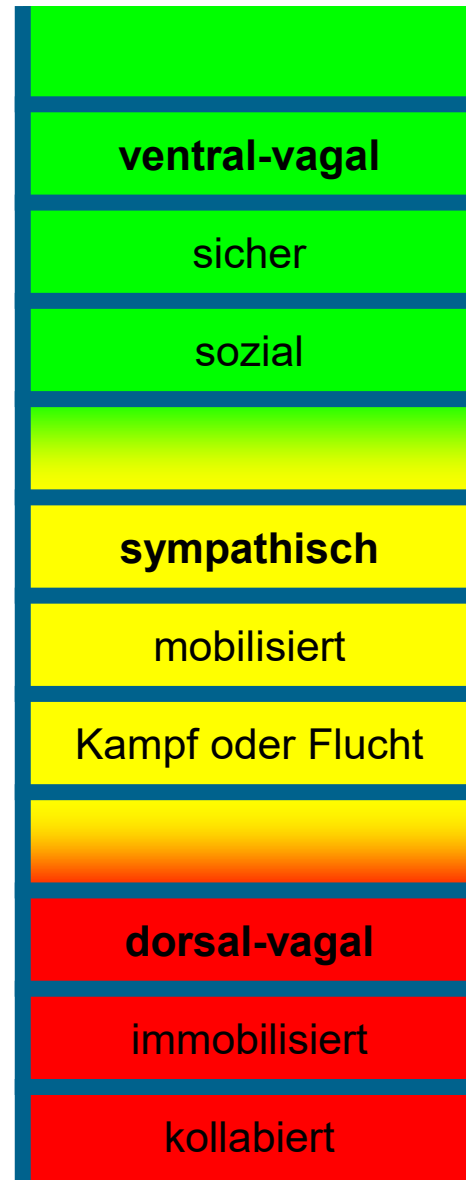 ventral-vagal
sicher
sozial
sympathisch
mobilisiert
Kampf oder Flucht
dorsal-vagal
immobilisiert
kollabiert